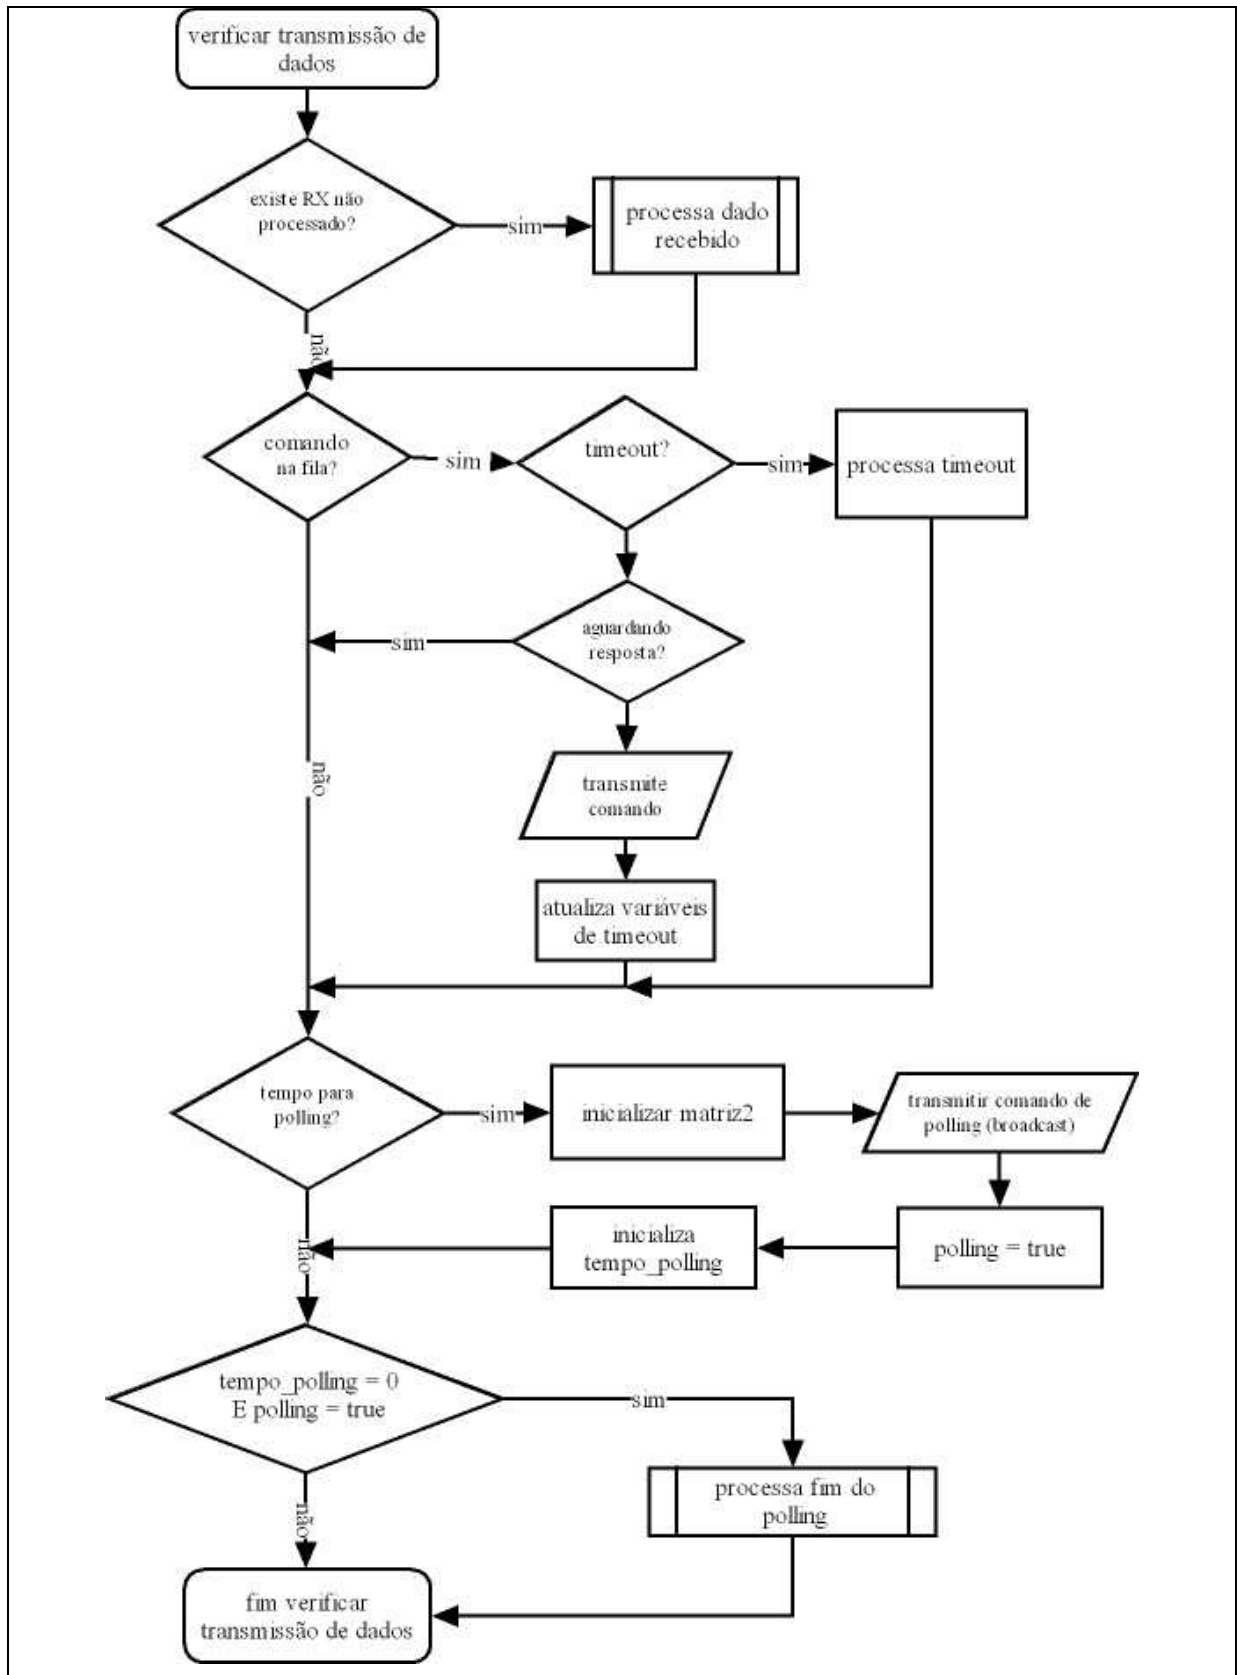 verificar transmissão de
dados
existe RX não
processado?
sim
processa dado
recebido
não
comando
na fila?
sim
timeout?
sim
processa timeout
aguardando
resposta?
sim
transmite
comando
não
atualiza variáveis
de timeout
tempo para
polling?
sim
inicializar matriz2
transmitir comando de
polling (broadcast)
não
inicializa
tempo_polling
polling = true
tempo_polling = 0
E polling = true
sim
processa fim do
polling
não
fim verificar
transmissão de dados